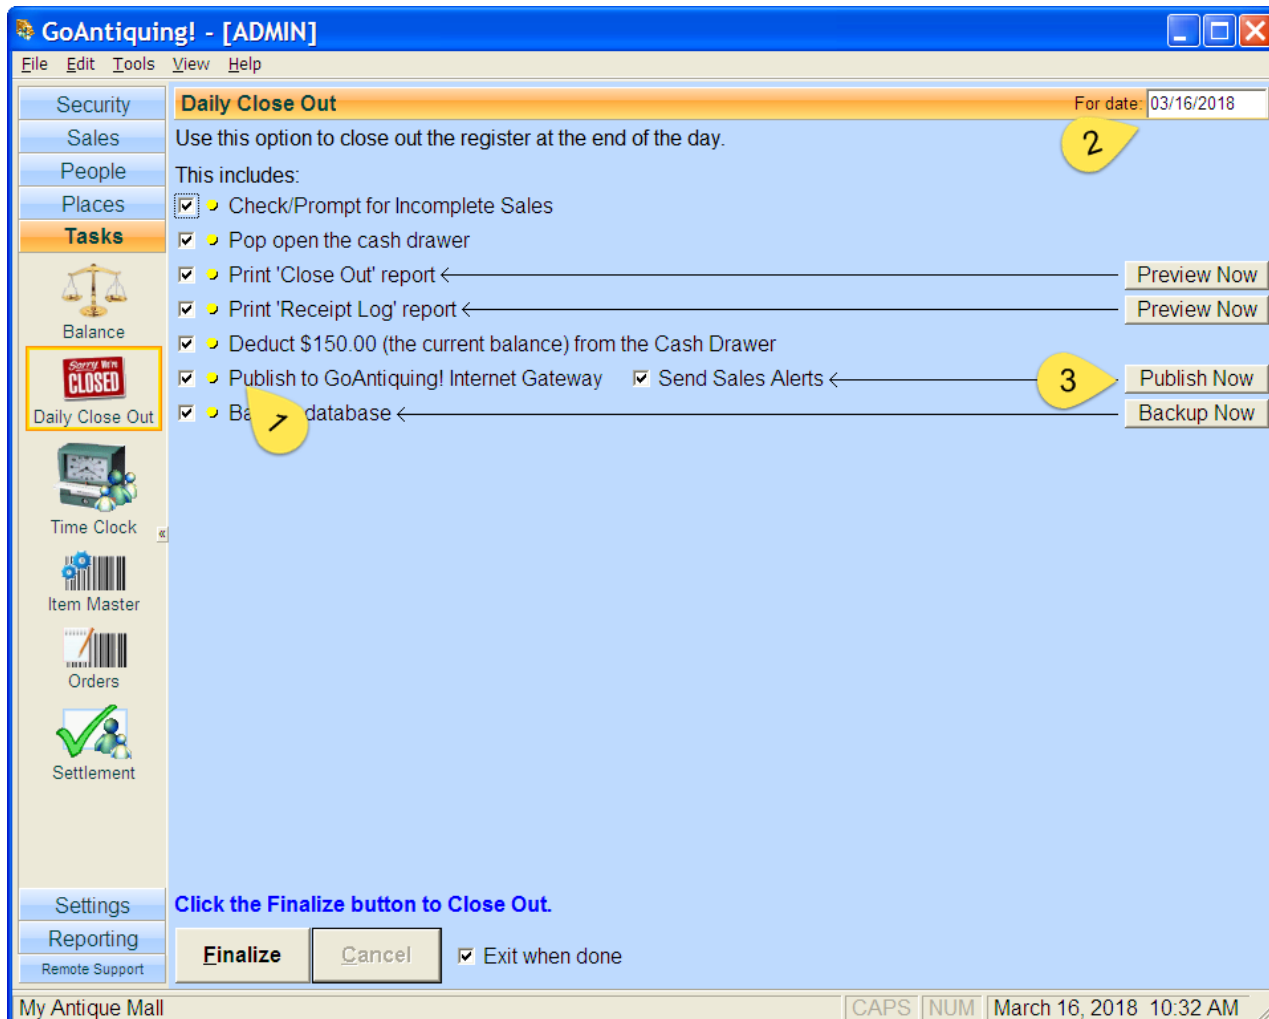 GoAntiquing! - [ADMIN]
File Edit Tools View Help
Security
Sales
People
Places
Tasks
Balance
Sorry We're
CLOSED
Daily Close Out
Time Clock
«
Item Master
Orders
Settlement
Settings
Reporting
Remote Support
Daily Close Out For date: 03/16/2018
2
Use this option to close out the register at the end of the day.
This includes:
Check/Prompt for Incomplete Sales
Pop open the cash drawer
Print 'Close Out' report Preview Now
Print 'Receipt Log' report Preview Now
Deduct $150.00 (the current balance) from the Cash Drawer
Publish to GoAntiquing! Internet Gateway Send Sales Alerts 3 Publish Now
1 database Backup Now
Click the Finalize button to Close Out.
Finalize Cancel Exit when done
My Antique Mall CAPS NUM March 16, 2018 10:32 AM